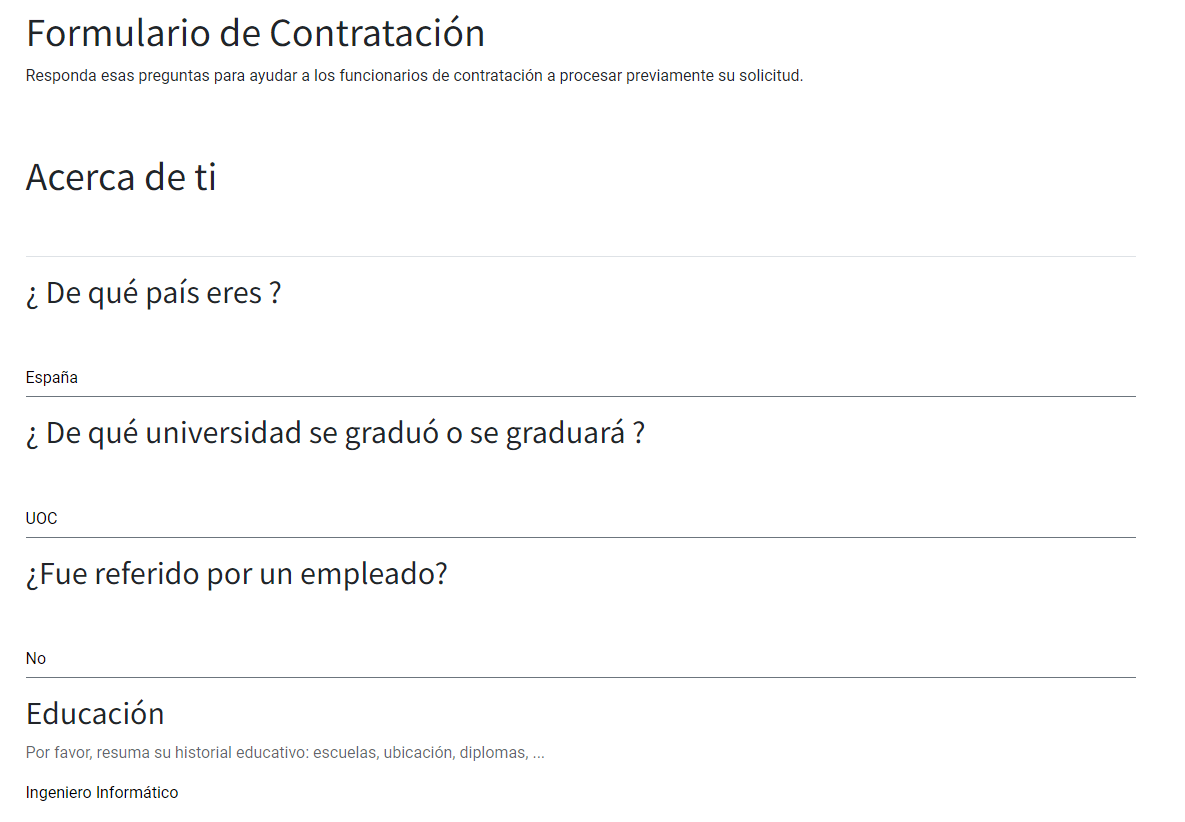 Formulario de Contratación
Responda esas preguntas para ayudar a los funcionarios de contratación a procesar previamente su solicitud.
Acerca de ti
¿ De qué país eres ?
España
¿ De qué universidad se graduó o se graduará ?
UOC
¿Fue referido por un empleado?
No
Educación
Por favor, resuma su historial educativo: escuelas, ubicación, diplomas, ...
Ingeniero Informático